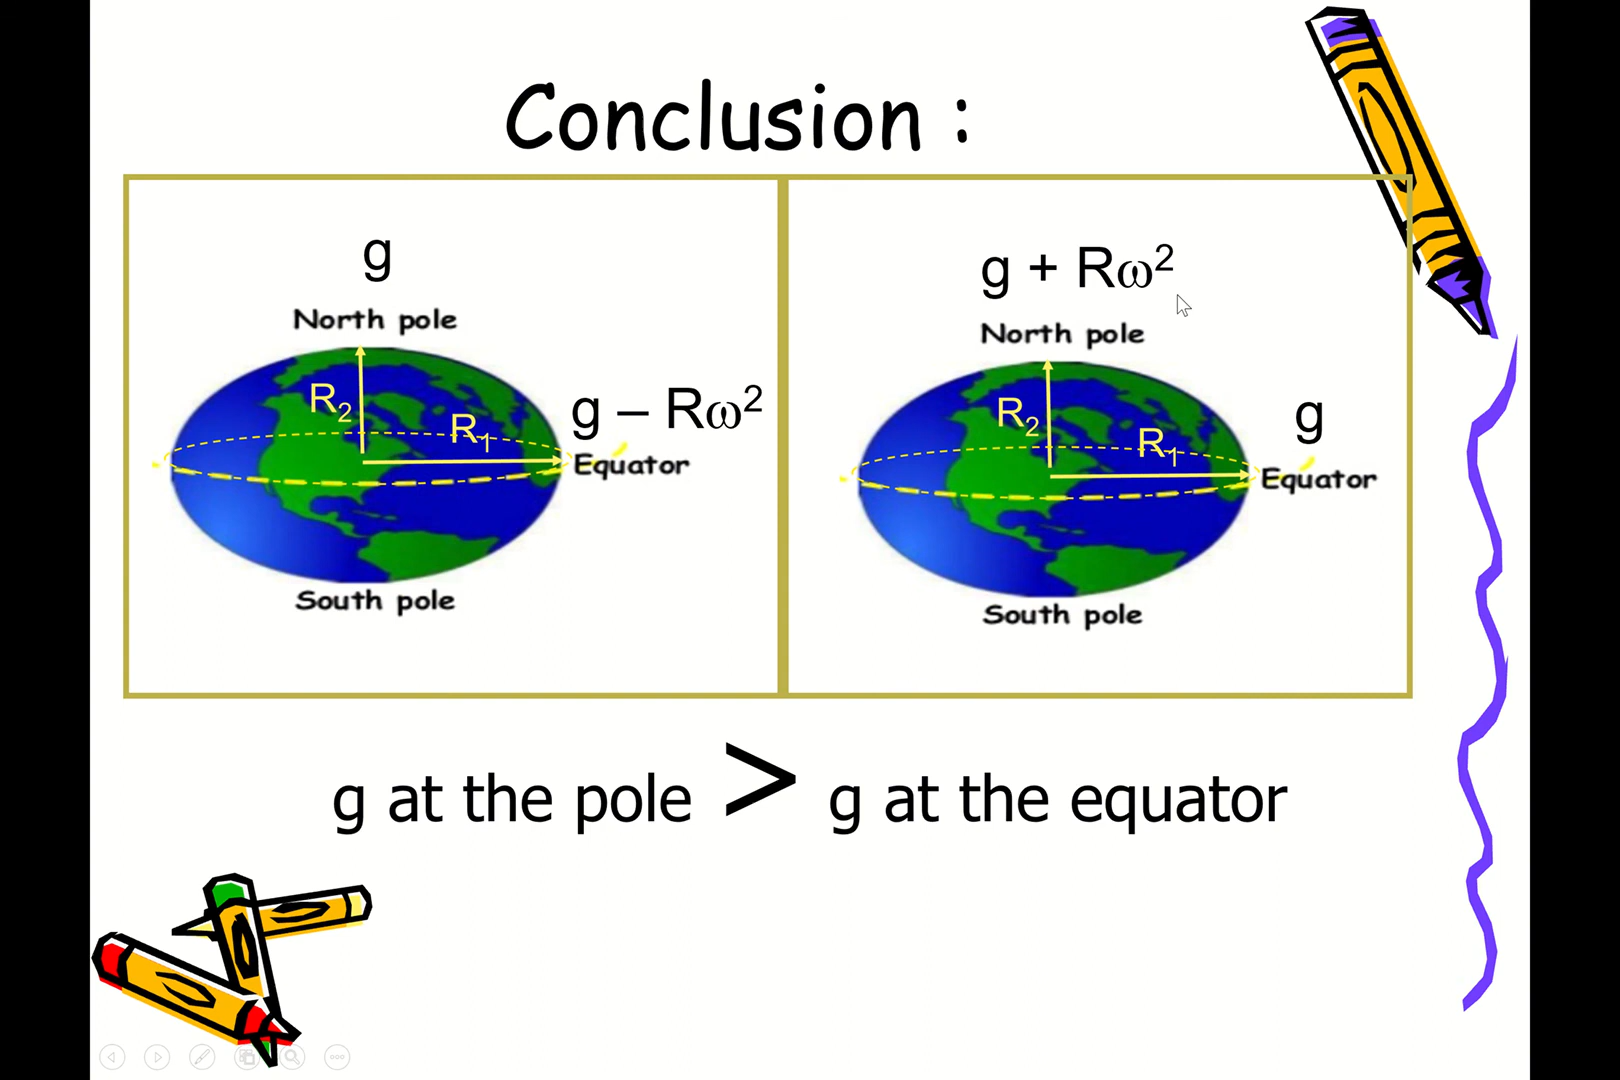 Conclusion :
g
North pole
R₂
R₁
g – Rω²
Equator
South pole
g + Rω²
North pole
R₂
R₁
g
Equator
South pole
g at the pole > g at the equator